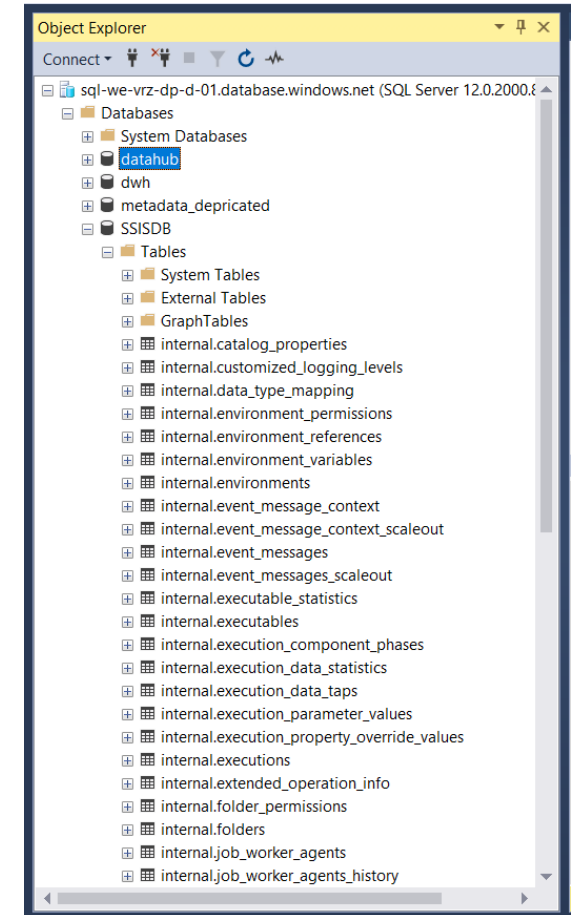 Object Explorer
Connect
sql-we-vrz-dp-d-01.database.windows.net (SQL Server 12.0.2000.8
Databases
System Databases
datahub
dwh
metadata_depricated
SSISDB
Tables
System Tables
External Tables
GraphTables
internal.catalog_properties
internal.customized_logging_levels
internal.data_type_mapping
internal.environment_permissions
internal.environment_references
internal.environment_variables
internal.environments
internal.event_message_context
internal.event_message_context_scaleout
internal.event_messages
internal.event_messages_scaleout
internal.executable_statistics
internal.executables
internal.execution_component_phases
internal.execution_data_statistics
internal.execution_data_taps
internal.execution_parameter_values
internal.execution_property_override_values
internal.executions
internal.extended_operation_info
internal.folder_permissions
internal.folders
internal.job_worker_agents
internal.job_worker_agents_history